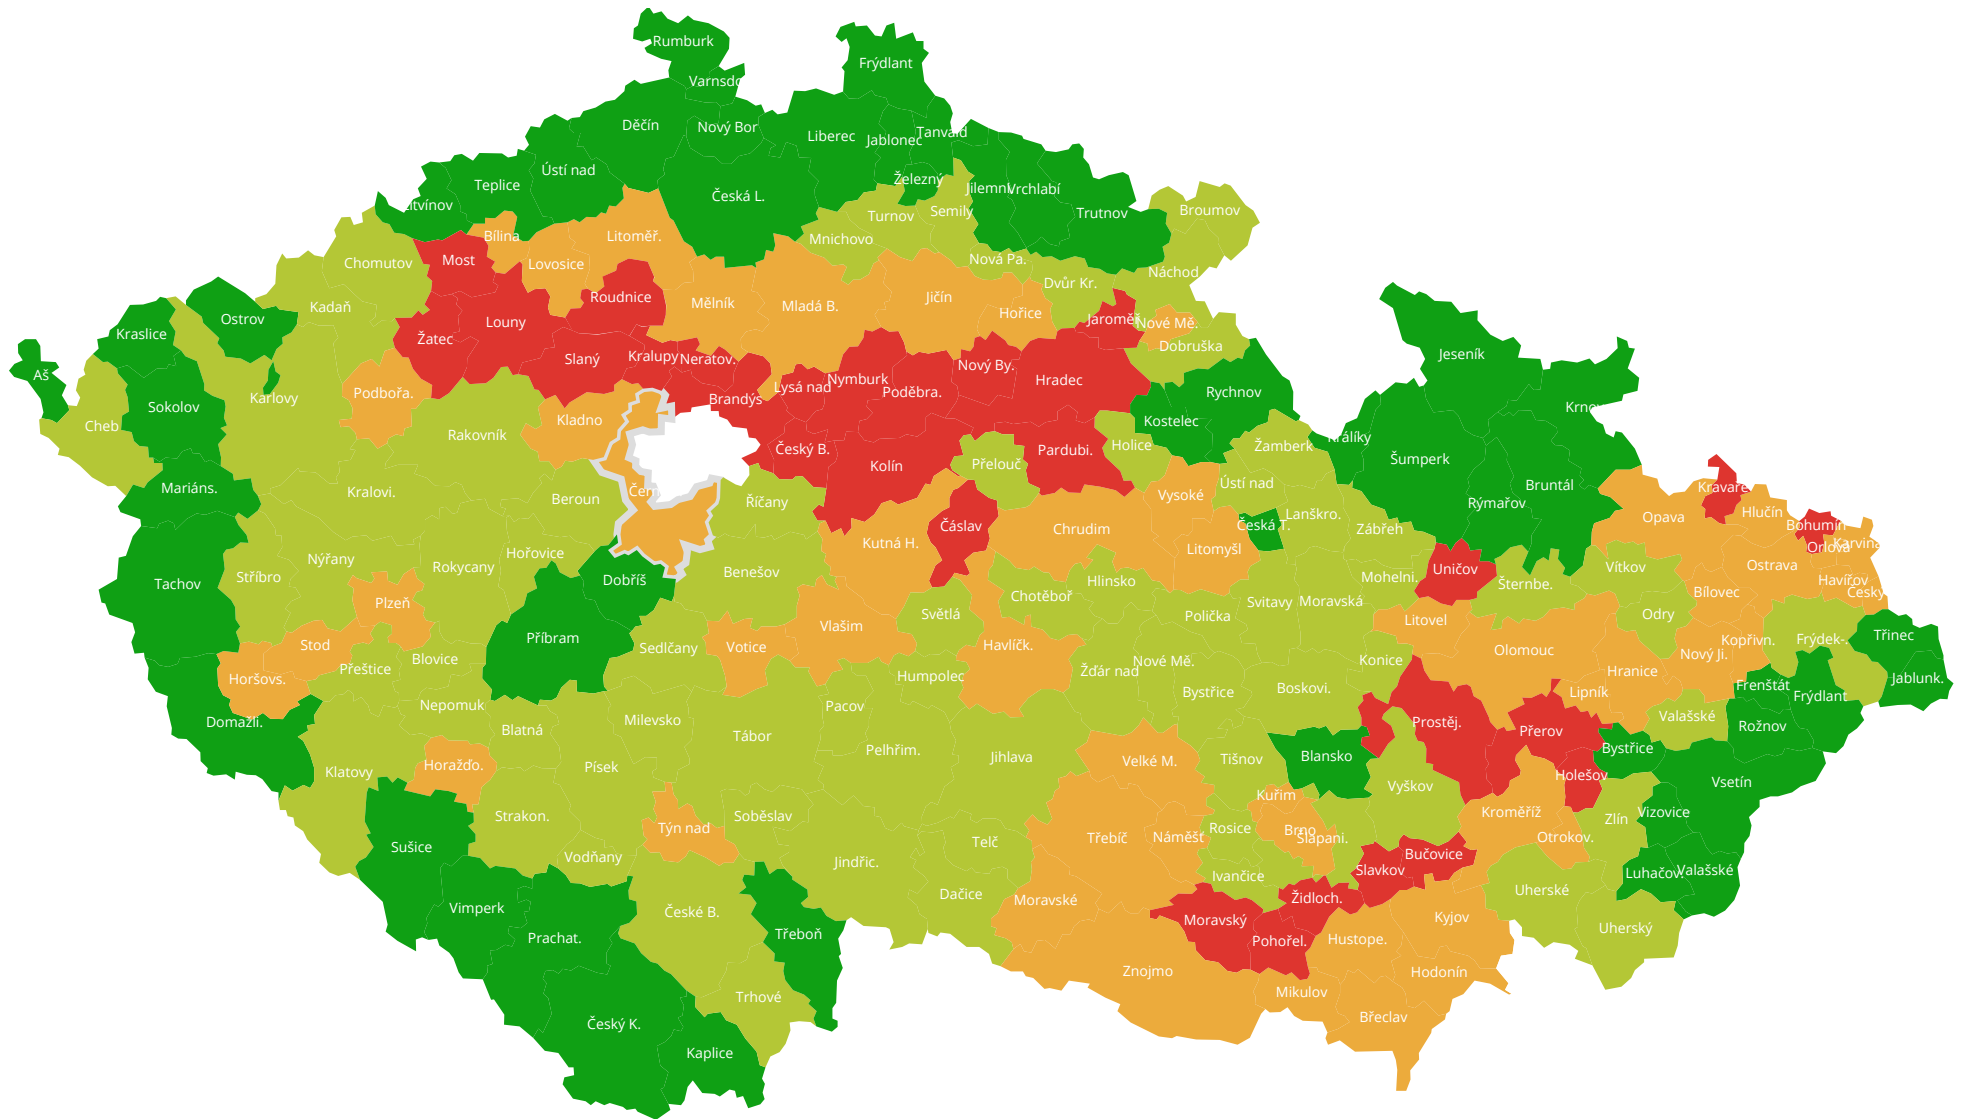 Rumburk
Frýdlant
Varnsdo
Děčín
Nový Bor
Liberec
Jablonec
Tanvald
Ústí nad
Teplice
Česká L.
Železný
Jilemni
Vrchlabí
Litvínov
Turnov
Semily
Trutnov
Broumov
Bílina
Litoměř.
Mnichovo
Chomutov
Most
Lovosice
Nová Pa.
Náchod
Dvůr Kr.
Kadaň
Roudnice
Mělník
Mladá B.
Jičín
Hořice
Ostrov
Louny
Jaroměř
Nové Mě.
Kraslice
Žatec
Dobruška
Slaný
Kralupy
Neratov.
Jeseník
Aš
Nový By.
Nymburk
Hradec
Lysá nad
Podbořa.
Poděbra.
Rychnov
Karlovy
Brandýs
Sokolov
Krnov
Kladno
Kostelec
Cheb
Rakovník
Králíky
Holice
Žamberk
Český B.
Pardubi.
Kolín
Přelouč
Šumperk
Mariáns.
Kralovi.
Beroun
Čern
Říčany
Vysoké
Ústí nad
Bruntál
Kravaře
Rýmařov
Lanškro.
Hlučín
Opava
Čáslav
Chrudim
Česká T.
Zábřeh
Bohumín
Kutná H.
Litomyšl
Karviná
Orlová
Hořovice
Nýřany
Rokycany
Ostrava
Vítkov
Uničov
Benešov
Stříbro
Mohelni.
Dobříš
Hlinsko
Havířov
Tachov
Šternbe.
Český
Bílovec
Chotěboř
Plzeň
Svitavy
Moravská
Světlá
Polička
Odry
Litovel
Vlašim
Třinec
Příbram
Frýdek-.
Kopřivn.
Stod
Havlíčk.
Votice
Sedlčany
Olomouc
Nový Ji.
Blovice
Konice
Nové Mě.
Přeštice
Žďár nad
Hranice
Humpolec
Jablunk.
Horšovs.
Frenštát
Boskovi.
Bystřice
Lipník
Frýdlant
Nepomuk
Pacov
Valašské
Milevsko
Domažli.
Prostěj.
Rožnov
Blatná
Přerov
Tábor
Bystřice
Pelhřim.
Jihlava
Blansko
Tišnov
Velké M.
Horažďo.
Písek
Klatovy
Holešov
Vsetín
Vyškov
Kuřim
Kroměříž
Vizovice
Strakon.
Soběslav
Zlín
Týn nad
Rosice
Brno
Třebíč
Náměšť
Šlapani.
Otrokov.
Telč
Sušice
Bučovice
Vodňany
Jindřic.
Slavkov
Valašské
Luhačov.
Ivančice
Uherské
Dačice
Židloch.
Moravské
Vimperk
České B.
Kyjov
Moravský
Uherský
Třeboň
Prachat.
Hustope.
Pohořel.
Znojmo
Hodonín
Mikulov
Trhové
Břeclav
Český K.
Kaplice